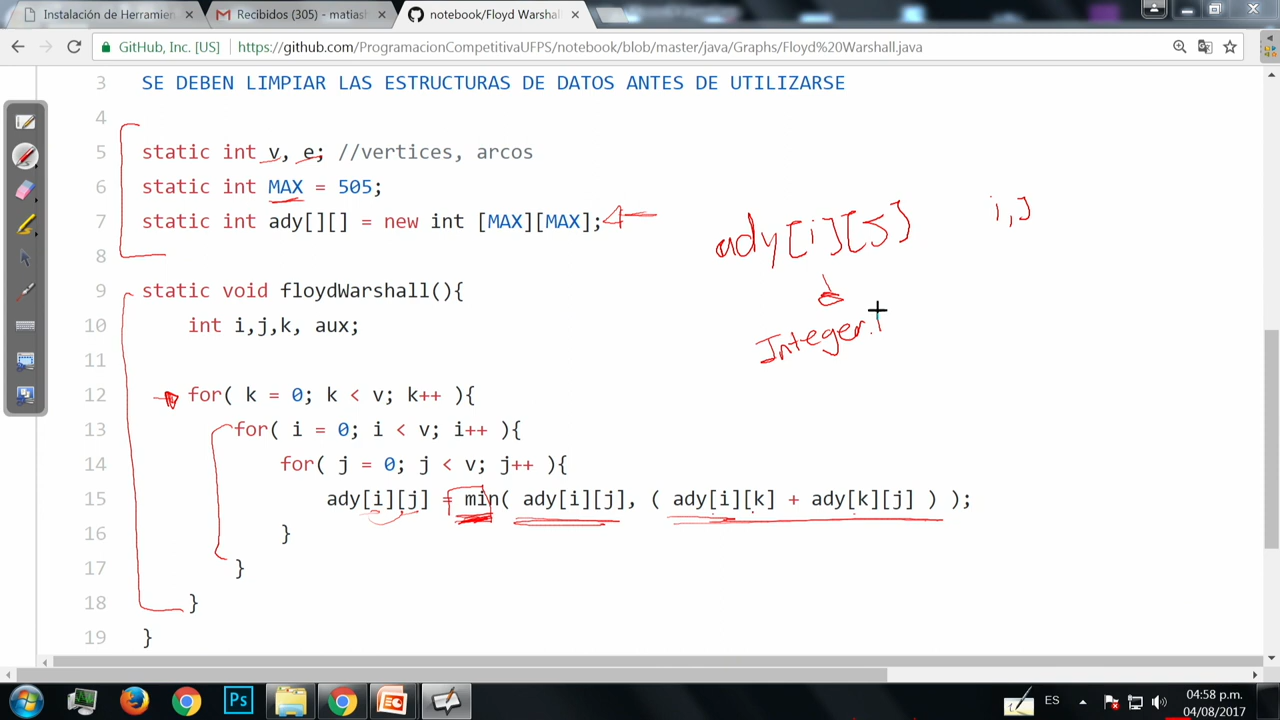 Instalación de Herramien
Recibidos (305) - matiash
notebook/Floyd Warshall
GitHub, Inc. [US]
https://github.com/ProgramacionCompetitivaUFPS/notebook/blob/master/java/Graphs/Floyd%20Warshall.java
3 SE DEBEN LIMPIAR LAS ESTRUCTURAS DE DATOS ANTES DE UTILIZARSE
4
5 static int v, e; //vertices, arcos
6 static int MAX = 505;
7 static int ady[][] = new int [MAX][MAX];
ady[i][j] i,j
8
9 static void floydWarshall(){
10 int i,j,k, aux;
Integer.
11
12 for( k = 0; k < v; k++ ){
13 for( i = 0; i < v; i++ ){
14 for( j = 0; j < v; j++ ){
15 ady[i][j] = min( ady[i][j], ( ady[i][k] + ady[k][j] ) );
16 }
17 }
18 }
19 }
ES
04:58 p.m.
04/08/2017